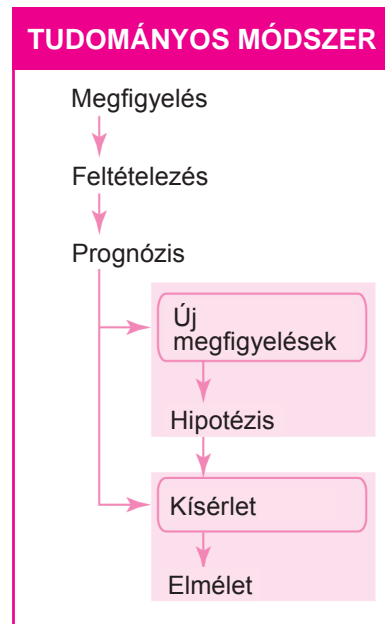 TUDOMÁNYOS MÓDSZER
Megfigyelés
Feltételezés
Prognózis
Új
megfigyelések
Hipotézis
Kísérlet
Elmélet